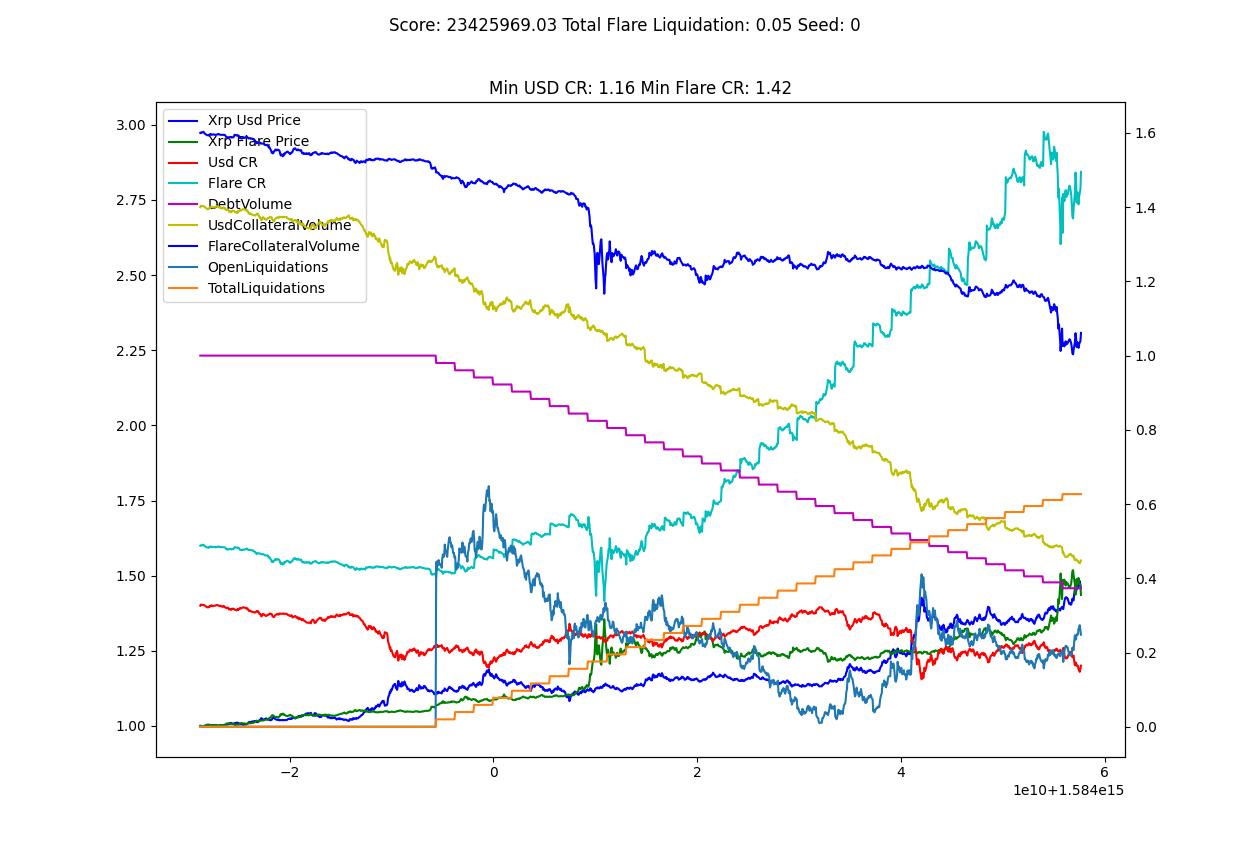 Score: 23425969.03 Total Flare Liquidation: 0.05 Seed: 0
Min USD CR: 1.16 Min Flare CR: 1.42
Xrp Usd Price
Xrp Flare Price
Usd CR
Flare CR
DebtVolume
UsdCollateralVolume
FlareCollateralVolume
OpenLiquidations
TotalLiquidations
3.00
2.75
2.50
2.25
2.00
1.75
1.50
1.25
1.00
1.6
1.4
1.2
1.0
0.8
0.6
0.4
0.2
0.0
−2 0 2 4 6
1e10+1.584e15